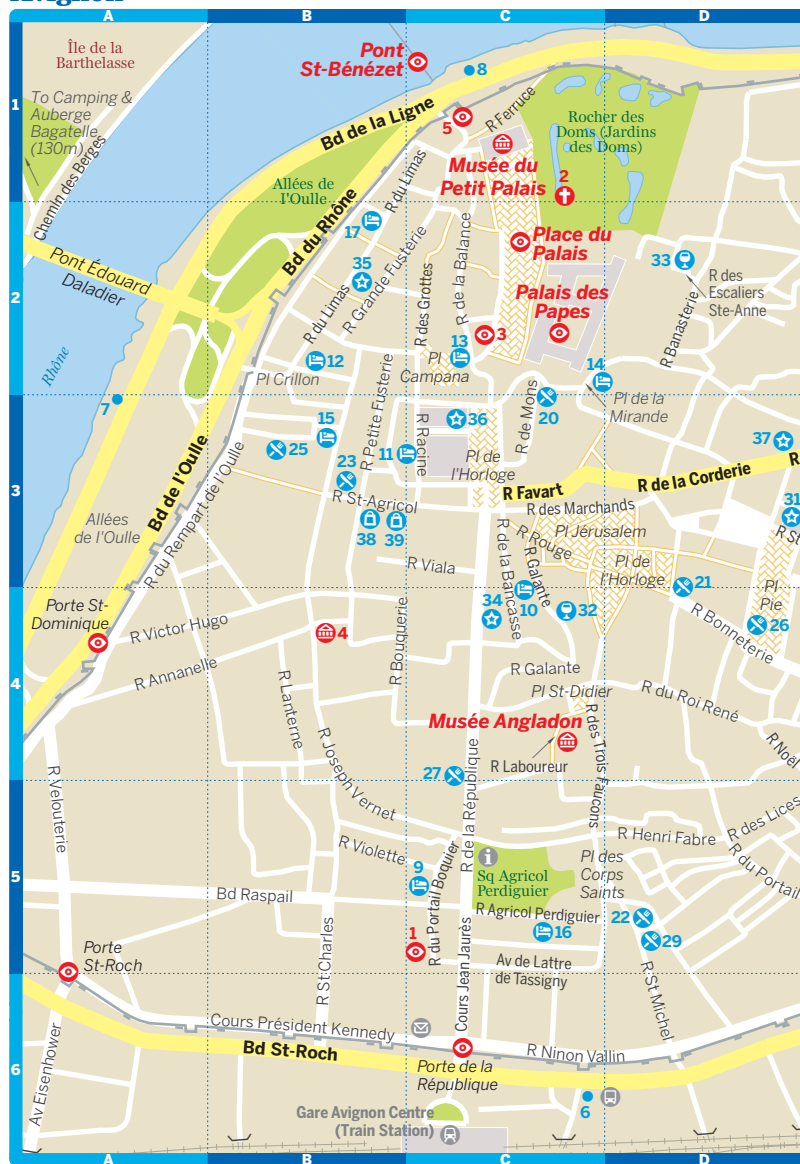 A
B
C
D
Île de la
Barthelasse
Pont
St-Bénézet
8
1
To Camping &
Auberge
Bagatelle
(130m)
Chemin des Berges
Bd de la Ligne
5
R Ferruce
Rocher des
Doms (Jardins
des Doms)
Musée du
Petit Palais
2
Allées de
l'Oulle
R du Limas
17
Bd du Rhône
35
R Grande Fusterie
R du Limas
R des Grottes
R de la Balance
Place du
Palais
33
R des
Escaliers
Ste-Anne
R Banasterie
Pont Édouard
Daladier
2
Palais des
Papes
3
13
Pl
Campana
12
Pl Crillon
14
Pl de la
Mirande
Rhône
7
R Petite Fusterie
R Racine
36
R de Mons
20
15
25
11
23
Pl de
l'Horloge
37
R
R de la Corderie
R Favart
3
Bd de l'Oulle
R du Rempart de l'Oulle
R St-Agricol
38
39
R des Marchands
31
R St
Allées
de l'Oulle
Pl Jérusalem
R Rouge
R Galante
R de la Bancasse
Pl de
l'Horloge
R Viala
21
Pl
Pie
10
32
34
26
R Bonneterie
Porte St-
Dominique
R Victor Hugo
4
R Bouquerie
R Annanelle
R Galante
4
Pl St-Didier
R du Roi René
R Lanterne
Musée Angladon
R des Trois Faucons
R Noël
R Laboureur
27
R Joseph Vernet
R de la République
R Velouterie
R Henri Fabre
R des Lices
R du Portail
R Violette
Sq Agricol
Perdiguier
Pl des
Corps
Saints
5
9
R du Portail Boquier
Bd Raspail
R Agricol Perdiguier
16
22
29
Porte
St-Roch
1
R St Charles
Cours Jean Jaurès
Av de Lattre
de Tassigny
R St Michel
Cours Président Kennedy
Bd St-Roch
R Ninon Vallin
Av Eisenhower
6
Porte de la
République
Gare Avignon Centre
(Train Station)
6
A
B
C
D